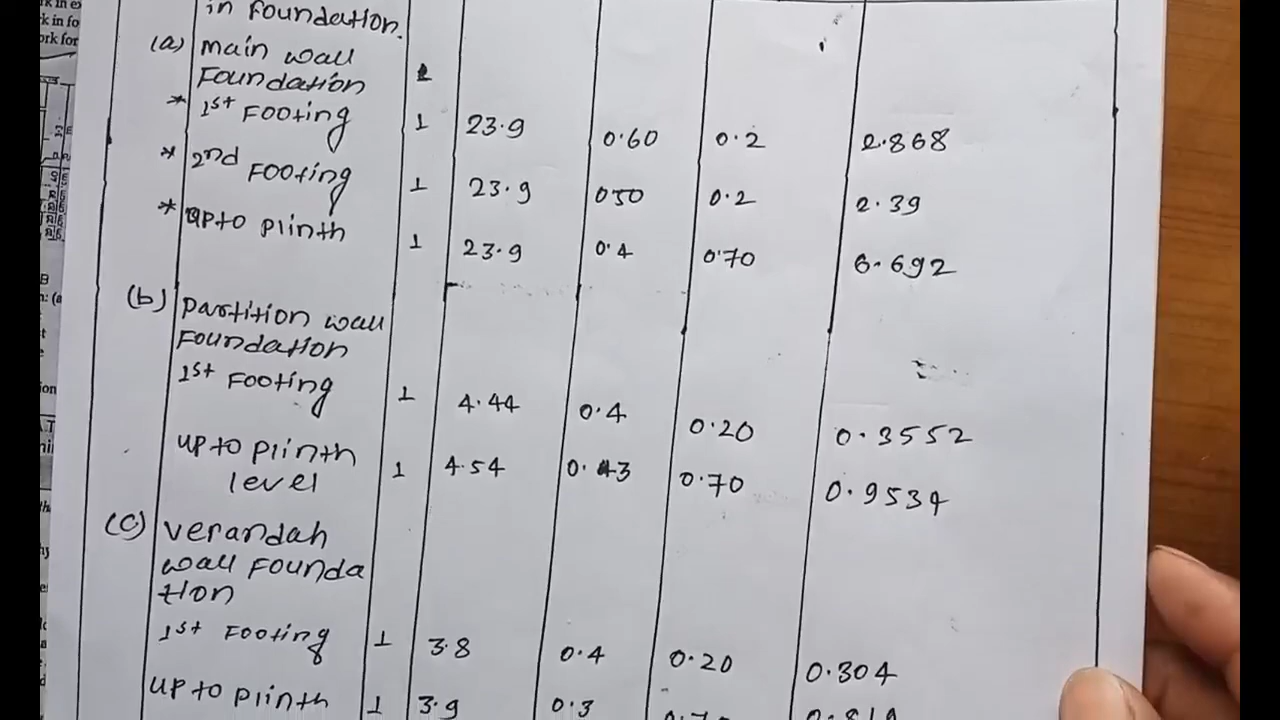 in Foundation.
(a) main wall
Foundation
* 1st Footing 1 23.9 0.60 0.2 2.868
* 2nd Footing 1 23.9 050 0.2 2.39
* upto plinth 1 23.9 0.4 0.70 6.692
(b) partition wall
Foundation
1st Footing 1 4.44 0.4 0.20 0.3552
up to plinth 1 4.54 0.3 0.70 0.9534
level
(c) verandah
wall Founda
tion
1st Footing 1 3.8 0.4 0.20 0.304
up to plinth 1 3.9 0.3